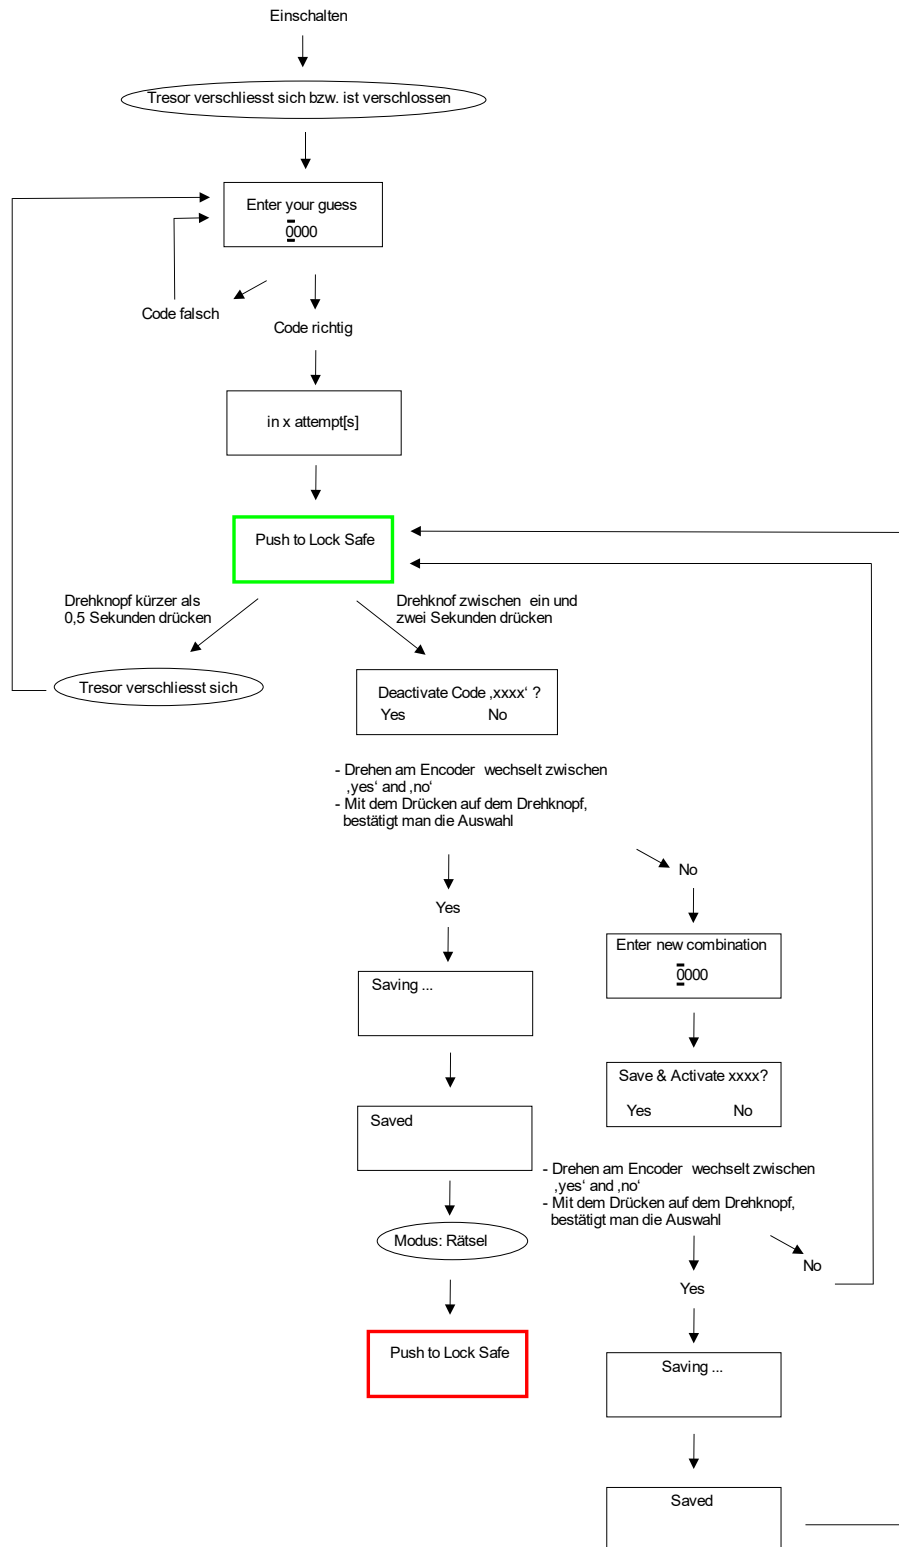 Einschalten
Tresor verschliesst sich bzw. ist verschlossen
Enter your guess
0000
Code falsch
Code richtig
in x attempt[s]
Push to Lock Safe
Drehknopf kürzer als
0,5 Sekunden drücken
Drehknof zwischen ein und
zwei Sekunden drücken
Tresor verschliesst sich
Deactivate Code ‚xxxx‘ ?
Yes No
- Drehen am Encoder wechselt zwischen
‚yes‘ and ‚no‘
- Mit dem Drücken auf dem Drehknopf,
bestätigt man die Auswahl
No
Yes
Enter new combination
0000
Saving ...
Save & Activate xxxx?
Yes No
Saved
- Drehen am Encoder wechselt zwischen
‚yes‘ and ‚no‘
- Mit dem Drücken auf dem Drehknopf,
bestätigt man die Auswahl
Modus: Rätsel
No
Yes
Push to Lock Safe
Saving ...
Saved